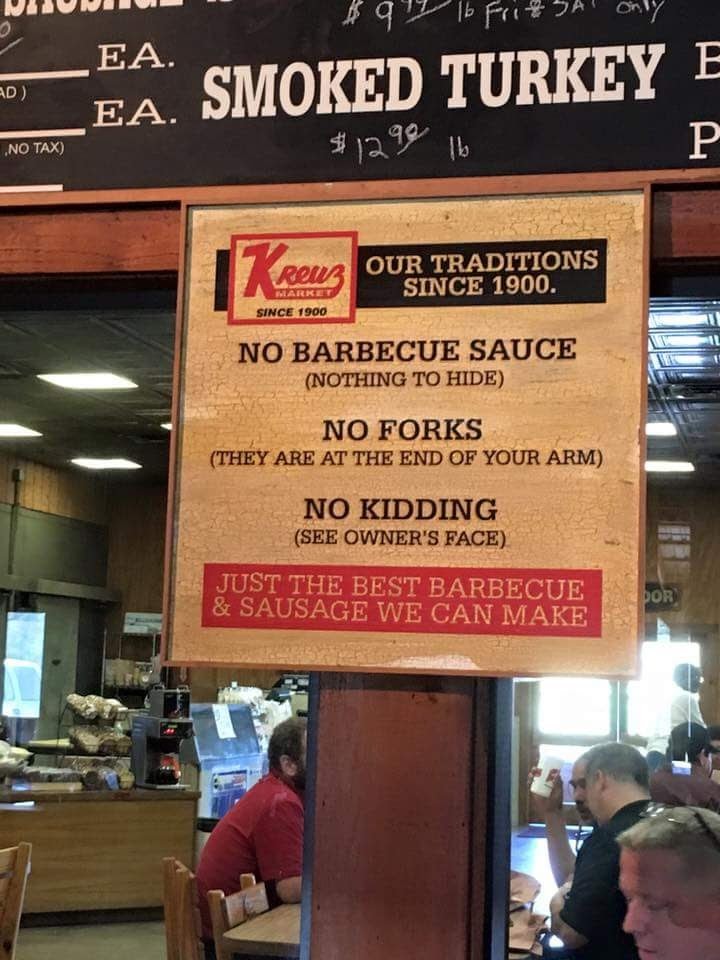 $9.99 lb Fri & SAT only
EA.
AD)
EA. SMOKED TURKEY
$12.99 lb
, NO TAX)
Kreuz
MARKET
SINCE 1900
OUR TRADITIONS
SINCE 1900.
NO BARBECUE SAUCE
(NOTHING TO HIDE)
NO FORKS
(THEY ARE AT THE END OF YOUR ARM)
NO KIDDING
(SEE OWNER'S FACE)
JUST THE BEST BARBECUE
& SAUSAGE WE CAN MAKE